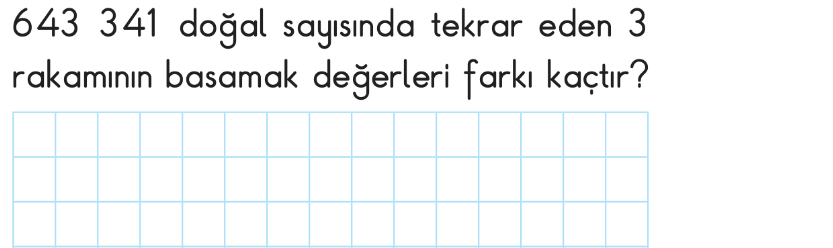 643 341 doğal sayısında tekrar eden 3
rakamının basamak değerleri farkı kaçtır?